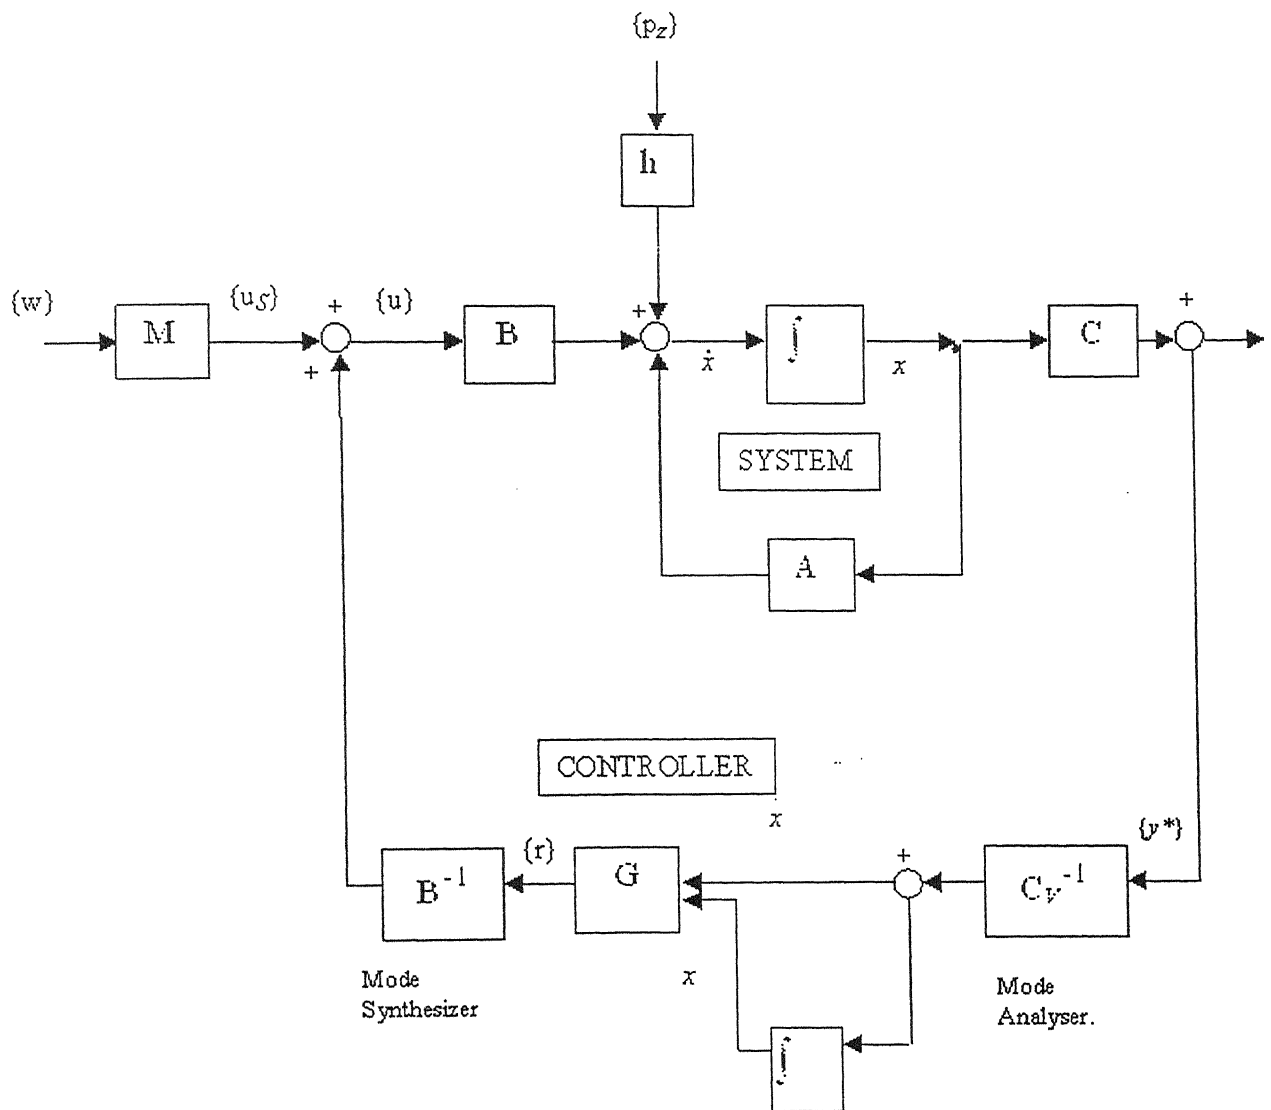 {p_z}
h
{w}
M
{u_S}
+
+
{u}
B
+
ẋ
∫
x
C
+
SYSTEM
A
CONTROLLER
ẋ
{y*}
{r}
+
B⁻¹
G
C_v⁻¹
x
Mode
Synthesizer
Mode
Analyser.
∫